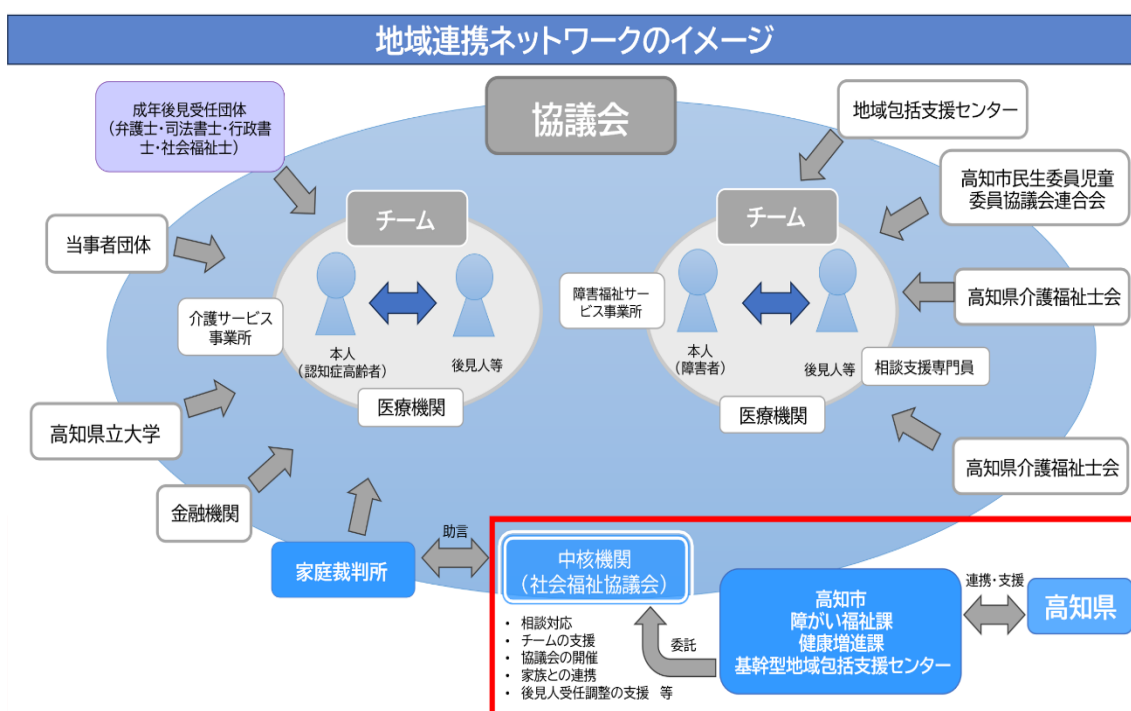 地域連携ネットワークのイメージ
成年後見受任団体
（弁護士・司法書士・行政書
士・社会福祉士）
協議会
地域包括支援センター
高知市民生委員児童
委員協議会連合会
チーム
チーム
当事者団体
介護サービス
事業所
障害福祉サー
ビス事業所
高知県介護福祉士会
本人
（認知症高齢者）
後見人等
本人
（障害者）
後見人等
相談支援専門員
医療機関
医療機関
高知県立大学
高知県介護福祉士会
金融機関
家庭裁判所
助言
中核機関
（社会福祉協議会）
• 相談対応
• チームの支援
• 協議会の開催
• 家族との連携
• 後見人受任調整の支援　等
委託
高知市
障がい福祉課
健康増進課
基幹型地域包括支援センター
連携・支援
高知県